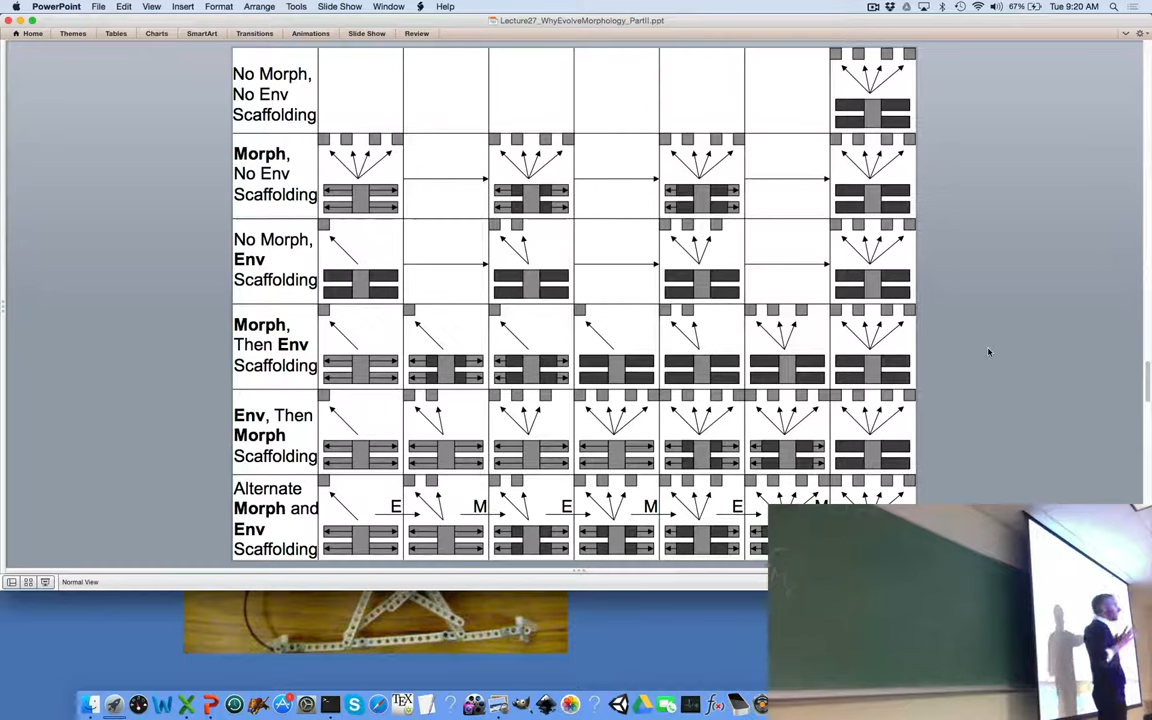 PowerPoint File Edit View Insert Format Arrange Tools Slide Show Window Help 67% Tue 9:20 AM
Lecture27_WhyEvolveMorphology_PartII.ppt
Home Themes Tables Charts SmartArt Transitions Animations Slide Show Review
No Morph,
No Env
Scaffolding
Morph,
No Env
Scaffolding
No Morph,
Env
Scaffolding
Morph,
Then Env
Scaffolding
Env, Then
Morph
Scaffolding
Alternate
Morph and
Env
Scaffolding
E M E M E
Normal View